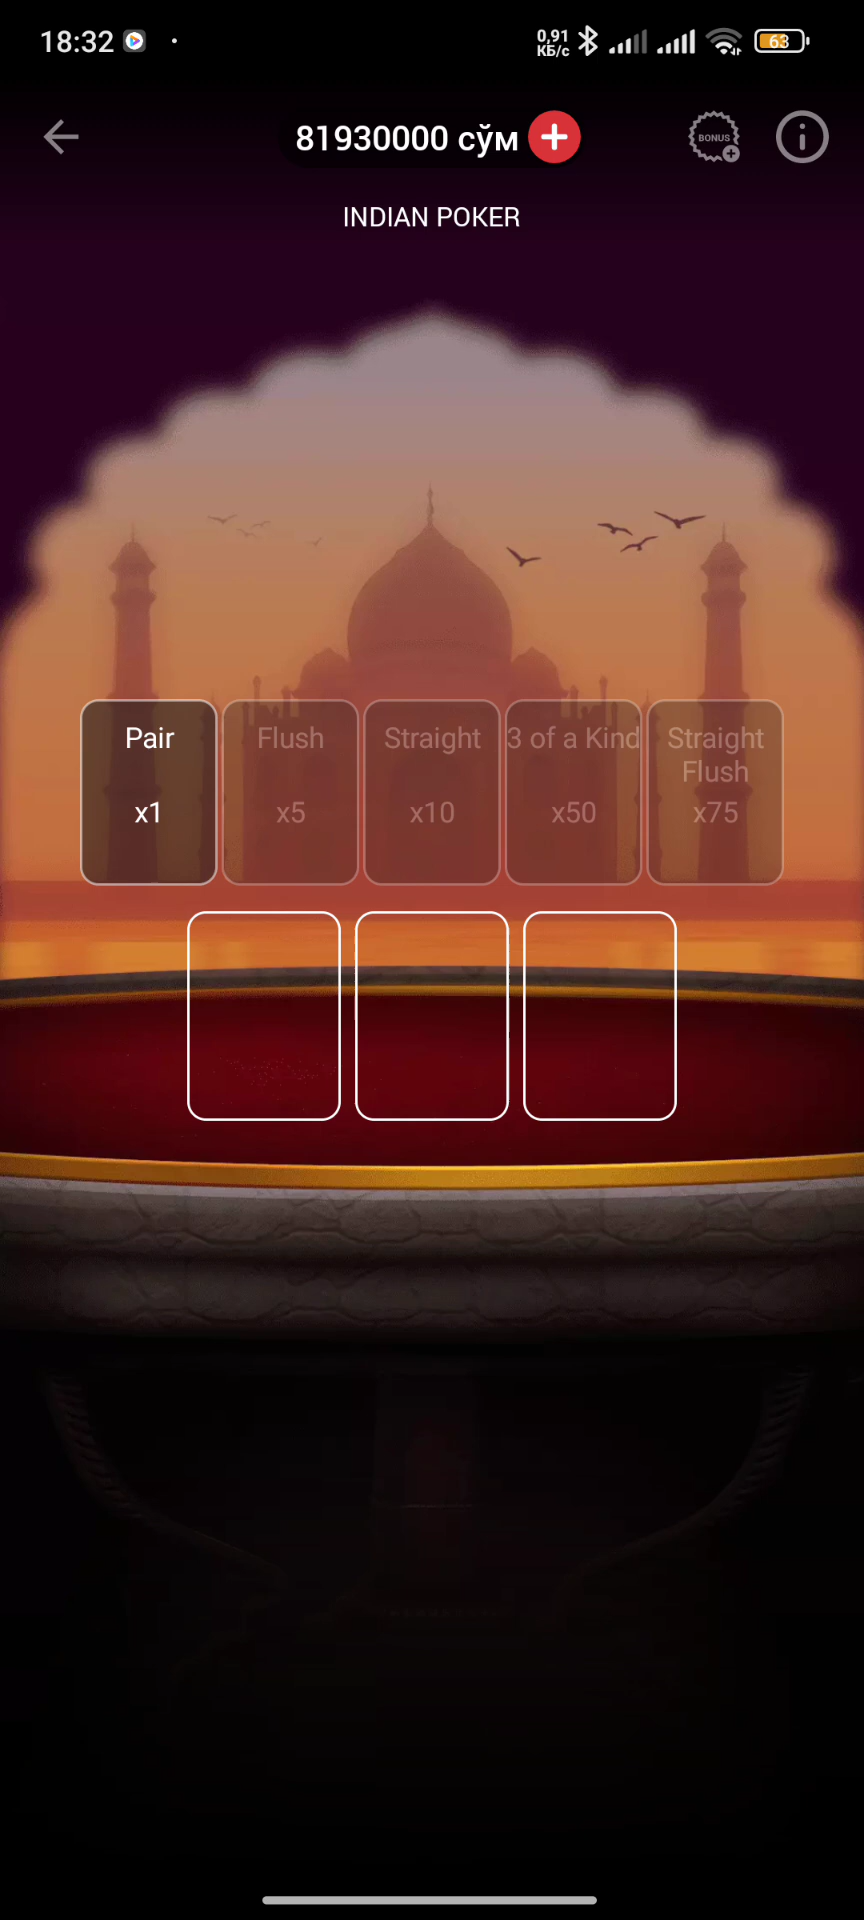 18:32
0,91
КБ/с
63
81930000 сўм
BONUS
INDIAN POKER
Pair
x1
Flush
x5
Straight
x10
3 of a Kind
x50
Straight
Flush
x75